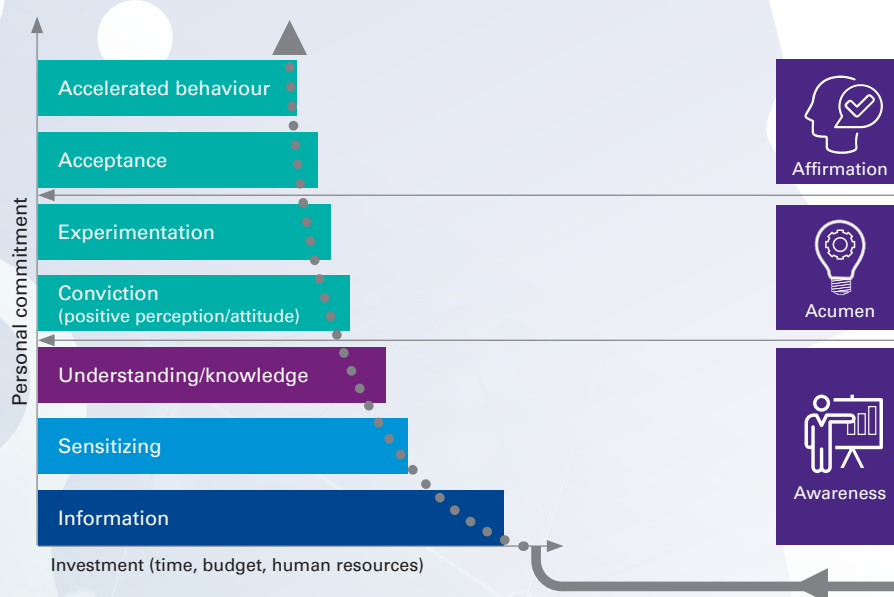 Personal commitment
Accelerated behaviour
Acceptance
Experimentation
Conviction
(positive perception/attitude)
Understanding/knowledge
Sensitizing
Information
Investment (time, budget, human resources)
Affirmation
Acumen
Awareness